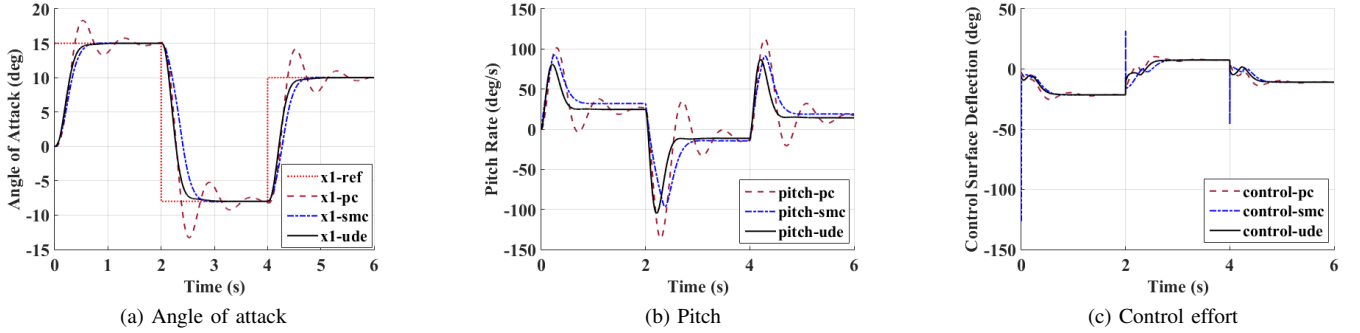 Angle of Attack (deg)
20
15
10
5
0
-5
-10
-15
0
1
2
3
4
5
6
Time (s)
x1-ref
x1-pc
x1-smc
x1-ude
(a) Angle of attack
Pitch Rate (deg/s)
150
100
50
0
-50
-100
-150
0
2
4
6
Time (s)
pitch-pc
pitch-smc
pitch-ude
(b) Pitch
Control Surface Deflection (deg)
50
0
-50
-100
-150
0
2
4
6
Time (s)
control-pc
control-smc
control-ude
(c) Control effort